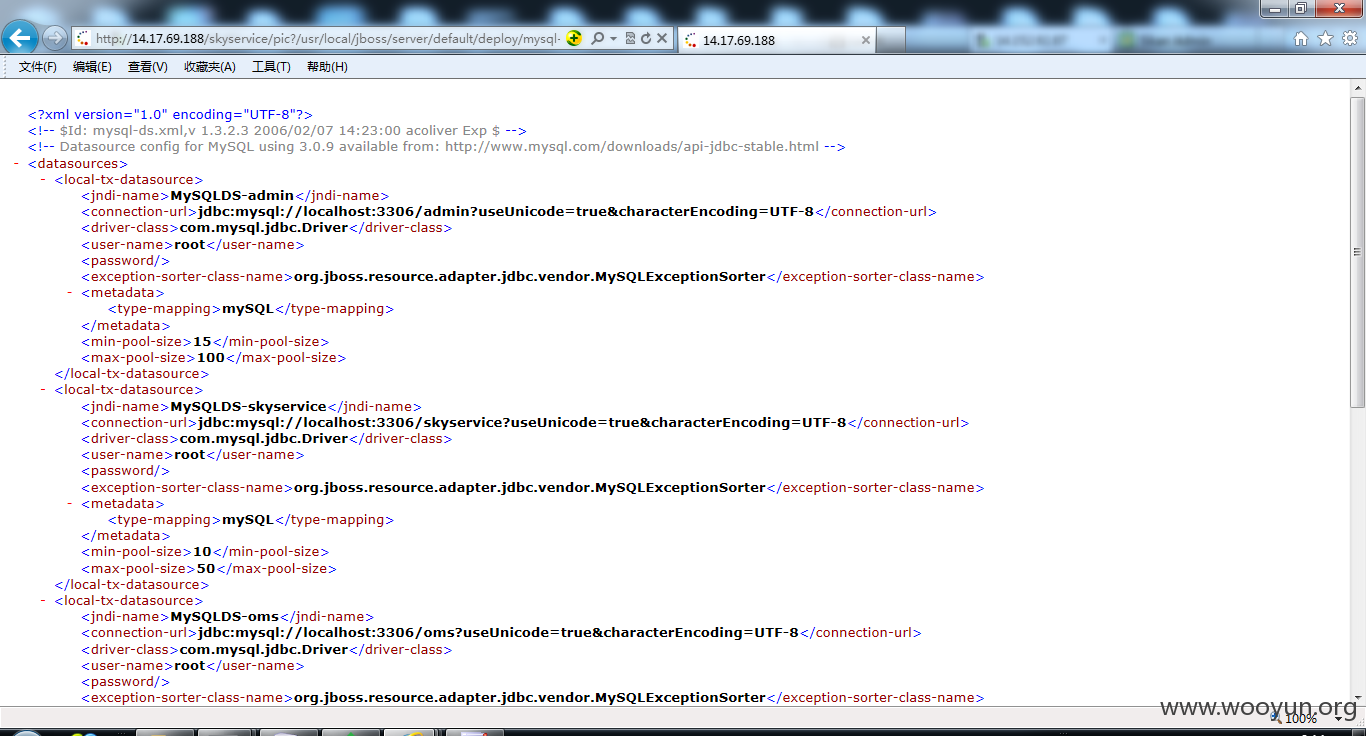 http://14.17.69.188/skyservice/pic?/usr/local/jboss/server/default/deploy/mysql-
14.17.69.188
文件(F) 编辑(E) 查看(V) 收藏夹(A) 工具(T) 帮助(H)
<?xml version="1.0" encoding="UTF-8"?>
<!-- $Id: mysql-ds.xml,v 1.3.2.3 2006/02/07 14:23:00 acoliver Exp $ -->
<!-- Datasource config for MySQL using 3.0.9 available from: http://www.mysql.com/downloads/api-jdbc-stable.html -->
- <datasources>
- <local-tx-datasource>
<jndi-name>MySQLDS-admin</jndi-name>
<connection-url>jdbc:mysql://localhost:3306/admin?useUnicode=true&characterEncoding=UTF-8</connection-url>
<driver-class>com.mysql.jdbc.Driver</driver-class>
<user-name>root</user-name>
<password/>
<exception-sorter-class-name>org.jboss.resource.adapter.jdbc.vendor.MySQLExceptionSorter</exception-sorter-class-name>
- <metadata>
<type-mapping>mySQL</type-mapping>
</metadata>
<min-pool-size>15</min-pool-size>
<max-pool-size>100</max-pool-size>
</local-tx-datasource>
- <local-tx-datasource>
<jndi-name>MySQLDS-skyservice</jndi-name>
<connection-url>jdbc:mysql://localhost:3306/skyservice?useUnicode=true&characterEncoding=UTF-8</connection-url>
<driver-class>com.mysql.jdbc.Driver</driver-class>
<user-name>root</user-name>
<password/>
<exception-sorter-class-name>org.jboss.resource.adapter.jdbc.vendor.MySQLExceptionSorter</exception-sorter-class-name>
- <metadata>
<type-mapping>mySQL</type-mapping>
</metadata>
<min-pool-size>10</min-pool-size>
<max-pool-size>50</max-pool-size>
</local-tx-datasource>
- <local-tx-datasource>
<jndi-name>MySQLDS-oms</jndi-name>
<connection-url>jdbc:mysql://localhost:3306/oms?useUnicode=true&characterEncoding=UTF-8</connection-url>
<driver-class>com.mysql.jdbc.Driver</driver-class>
<user-name>root</user-name>
<password/>
<exception-sorter-class-name>org.jboss.resource.adapter.jdbc.vendor.MySQLExceptionSorter</exception-sorter-class-name>
www.wooyun.org
100%